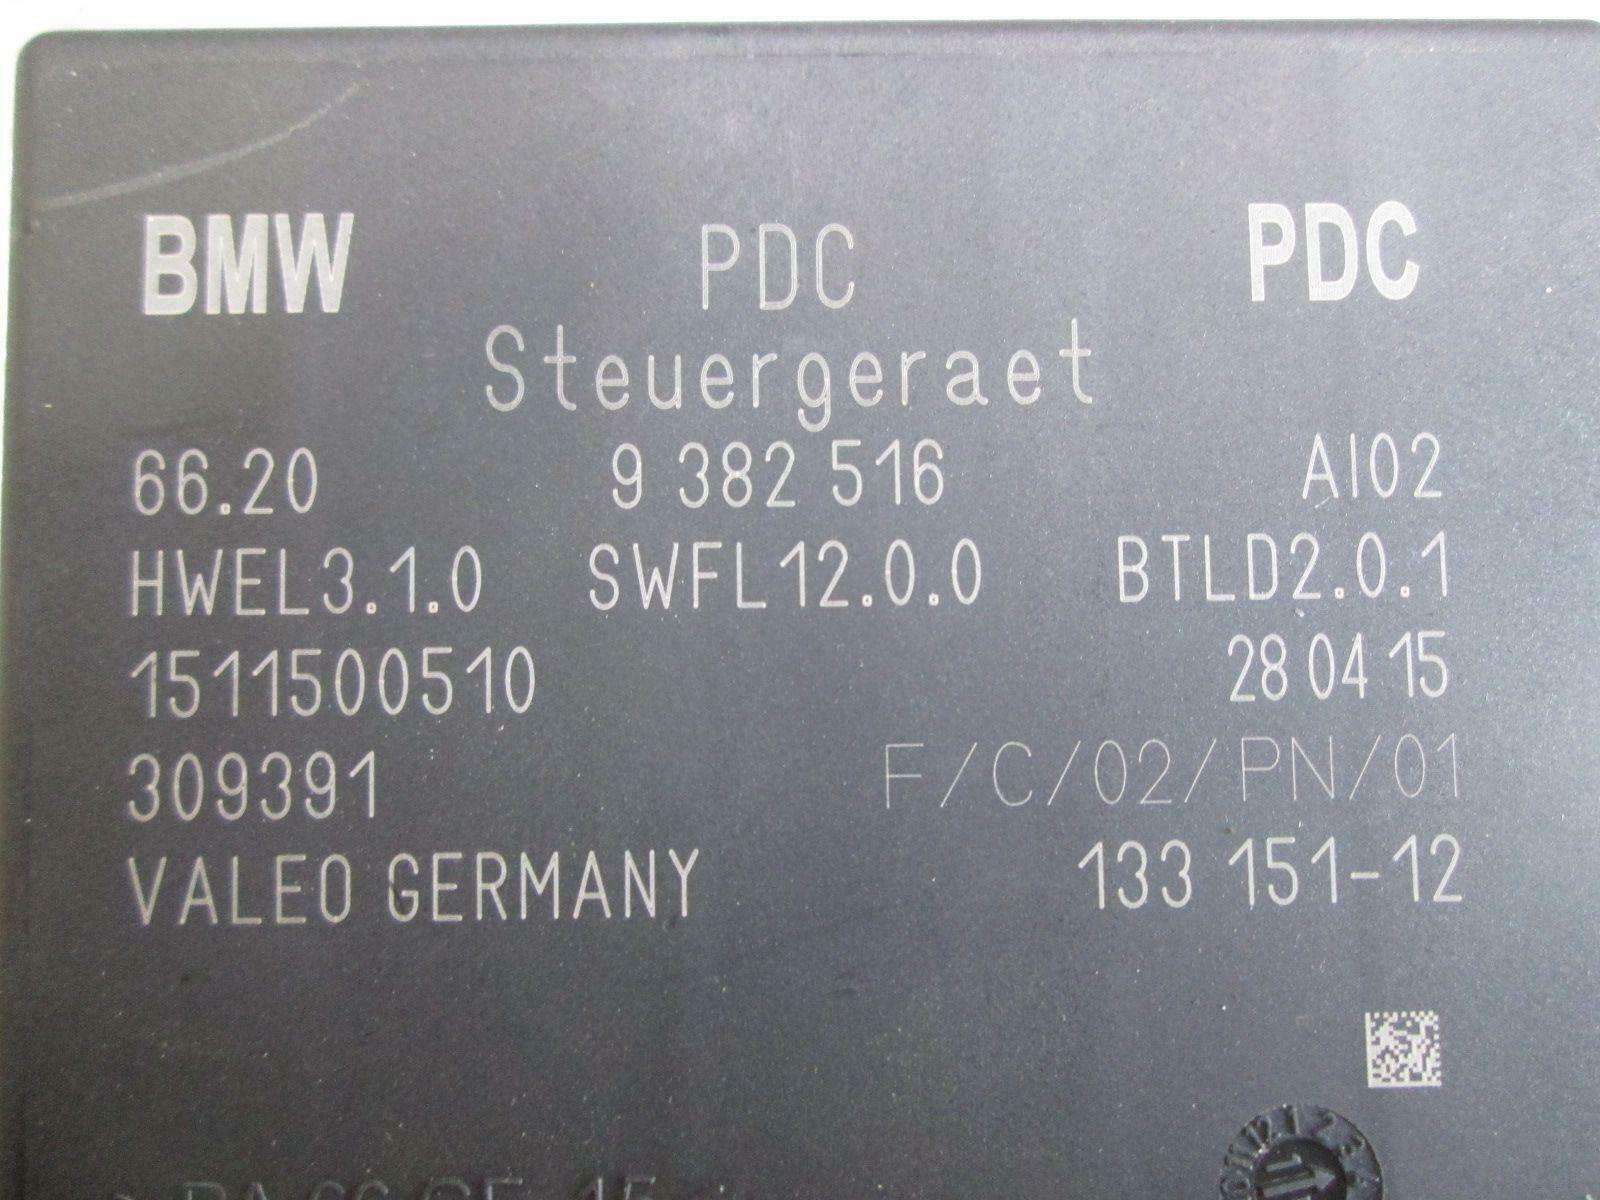 BMW PDC PDC
Steuergeraet
66.20 9 382 516 AI02
HWEL3.1.0 SWFL12.0.0 BTLD2.0.1
1511500510 28 04 15
309391 F/C/02/PN/01
VALEO GERMANY 133 151-12